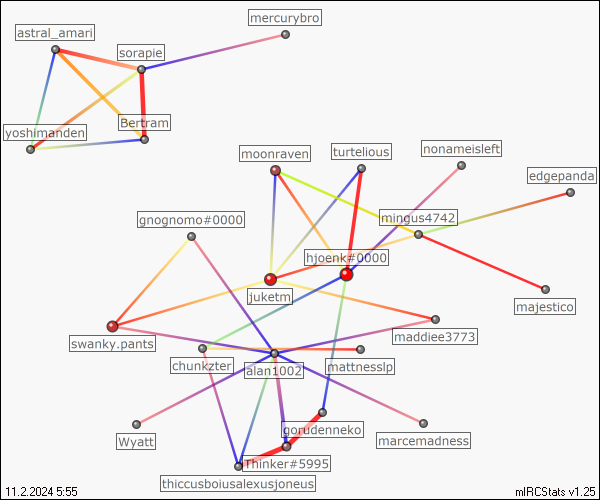 mercurybro
astral_amari
sorapie
Bertram
yoshimanden
moonraven
turtelious
nonameisleft
edgepanda
gnognomo#0000
mingus4742
hjoenk#0000
juketm
majestico
swanky.pants
maddiee3773
chunkzter
alan1002
mattnesslp
gorudenneko
Wyatt
marcemadness
Thinker#5995
thiccusboiusalexusjoneus
11.2.2024 5:55
mIRCStats v1.25